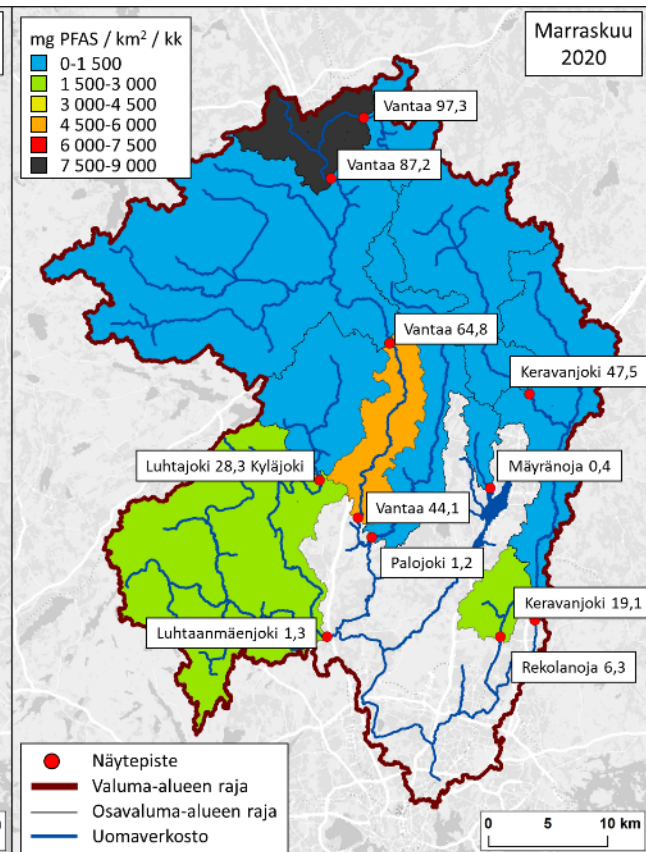 mg PFAS / km² / kk
0-1 500
1 500-3 000
3 000-4 500
4 500-6 000
6 000-7 500
7 500-9 000
Marraskuu
2020
Vantaa 97,3
Vantaa 87,2
Vantaa 64,8
Keravanjoki 47,5
Luhtajoki 28,3 Kyläjoki
Mäyränoja 0,4
Vantaa 44,1
Palojoki 1,2
Keravanjoki 19,1
Luhtaanmäenjoki 1,3
Rekolanoja 6,3
Näytepiste
Valuma-alueen raja
Osavaluma-alueen raja
Uomaverkosto
0 5 10 km